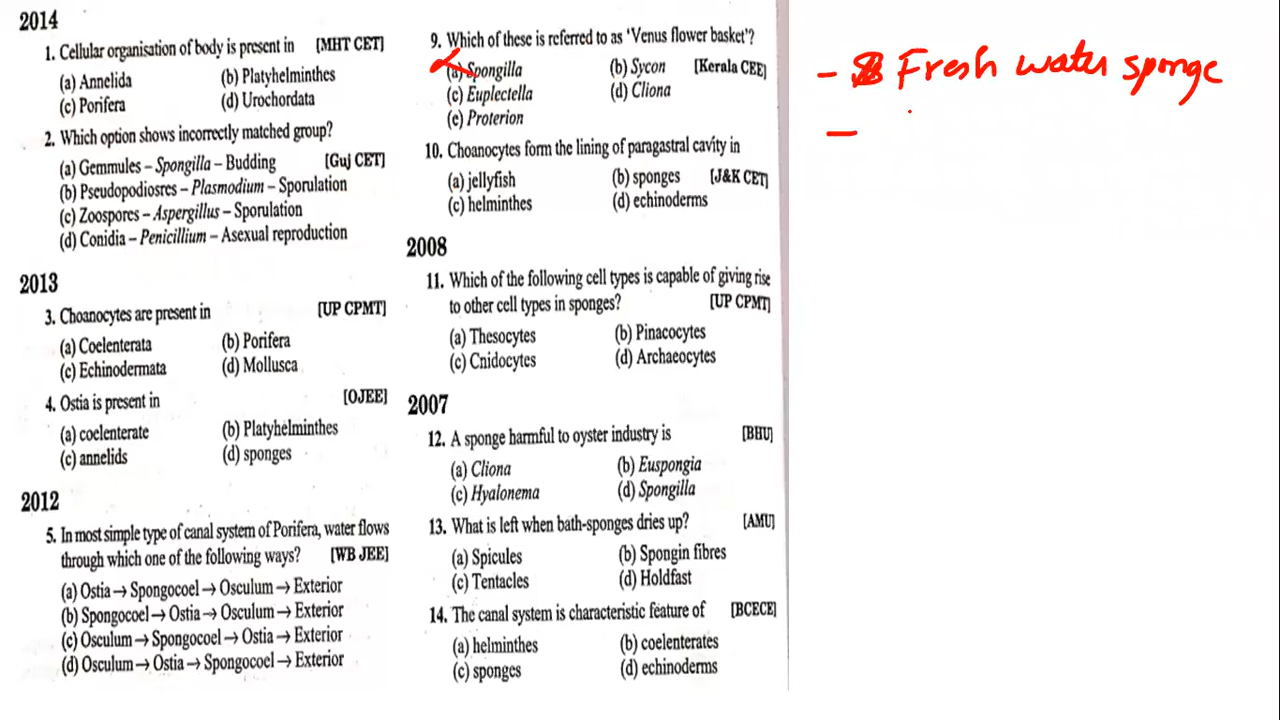 2014
1. Cellular organisation of body is present in [MHT CET]
(a) Annelida (b) Platyhelminthes
(c) Porifera (d) Urochordata
2. Which option shows incorrectly matched group?
(a) Gemmules – Spongilla – Budding [Guj CET]
(b) Pseudopodiosres – Plasmodium – Sporulation
(c) Zoospores – Aspergillus – Sporulation
(d) Conidia – Penicillium – Asexual reproduction
2013
3. Choanocytes are present in [UP CPMT]
(a) Coelenterata (b) Porifera
(c) Echinodermata (d) Mollusca
4. Ostia is present in [OJEE]
(a) coelenterate (b) Platyhelminthes
(c) annelids (d) sponges
2012
5. In most simple type of canal system of Porifera, water flows
through which one of the following ways? [WB JEE]
(a) Ostia → Spongocoel → Osculum → Exterior
(b) Spongocoel → Ostia → Osculum → Exterior
(c) Osculum → Spongocoel → Ostia → Exterior
(d) Osculum → Ostia → Spongocoel → Exterior
9. Which of these is referred to as 'Venus flower basket'?
(a) Spongilla (b) Sycon [Kerala CEE]
(c) Euplectella (d) Cliona
(e) Proterion
10. Choanocytes form the lining of paragastral cavity in
(a) jellyfish (b) sponges [J&K CET]
(c) helminthes (d) echinoderms
2008
11. Which of the following cell types is capable of giving rise
to other cell types in sponges? [UP CPMT]
(a) Thesocytes (b) Pinacocytes
(c) Cnidocytes (d) Archaeocytes
2007
12. A sponge harmful to oyster industry is [BHU]
(a) Cliona (b) Euspongia
(c) Hyalonema (d) Spongilla
13. What is left when bath-sponges dries up? [AMU]
(a) Spicules (b) Spongin fibres
(c) Tentacles (d) Holdfast
14. The canal system is characteristic feature of [BCECE]
(a) helminthes (b) coelenterates
(c) sponges (d) echinoderms
- Fresh water sponge
-